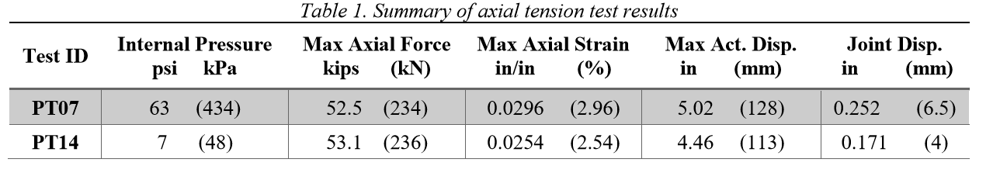 Table 1. Summary of axial tension test results
Test ID Internal Pressure Max Axial Force Max Axial Strain Max Act. Disp. Joint Disp.
psi kPa kips (kN) in/in (%) in (mm) in (mm)
PT07 63 (434) 52.5 (234) 0.0296 (2.96) 5.02 (128) 0.252 (6.5)
PT14 7 (48) 53.1 (236) 0.0254 (2.54) 4.46 (113) 0.171 (4)